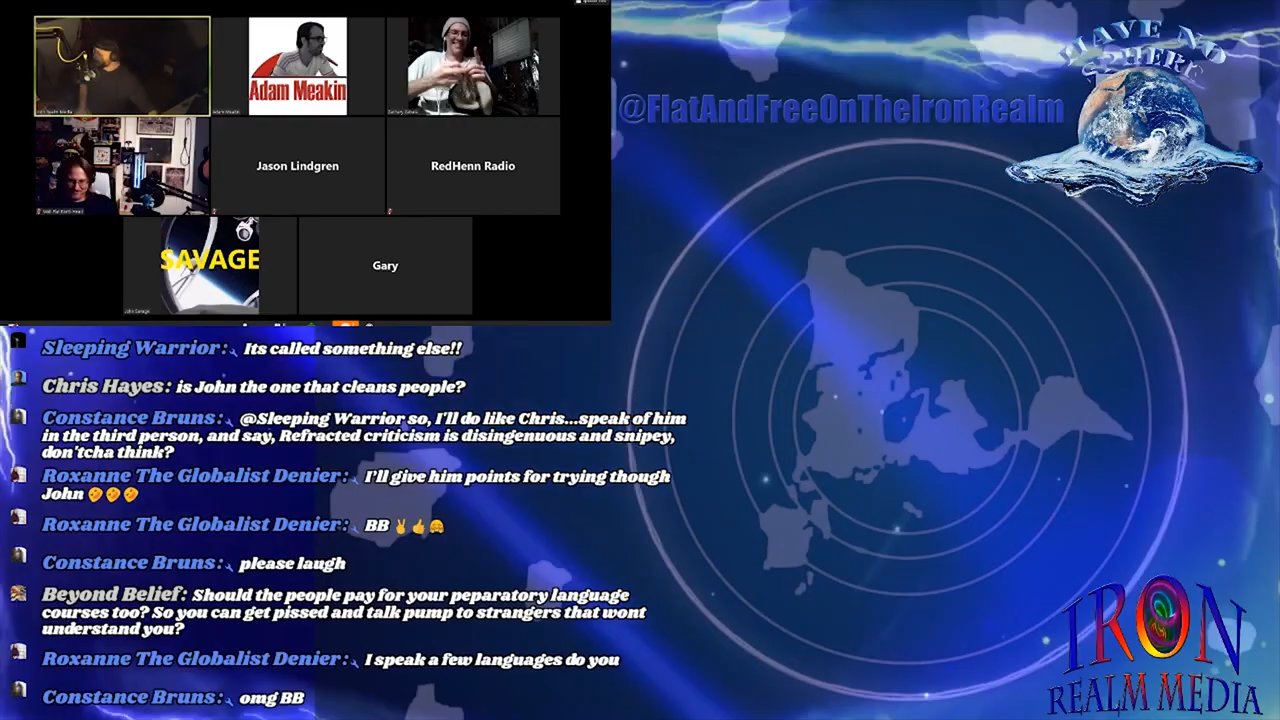 HAVE NO
SPHERE
@FlatAndFreeOnTheIronRealm
Adam Meakin
Adam Meakin
Jason Lindgren
RedHenn Radio
SAVAGE
John Savage
Gary
Sleeping Warrior: Its called something else!!
Chris Hayes: is John the one that cleans people?
Constance Bruns: @Sleeping Warrior so, I'll do like Chris...speak of him
in the third person, and say, Refracted criticism is disingenuous and snipey,
don'tcha think?
Roxanne The Globalist Denier: I'll give him points for trying though
John 🍕🍕🍕
Roxanne The Globalist Denier: BB ✌👍
Constance Bruns: please laugh
Beyond Belief: Should the people pay for your peparatory language
courses too? So you can get pissed and talk pump to strangers that wont
understand you?
Roxanne The Globalist Denier: I speak a few languages do you
Constance Bruns: omg BB
IRON
REALM MEDIA